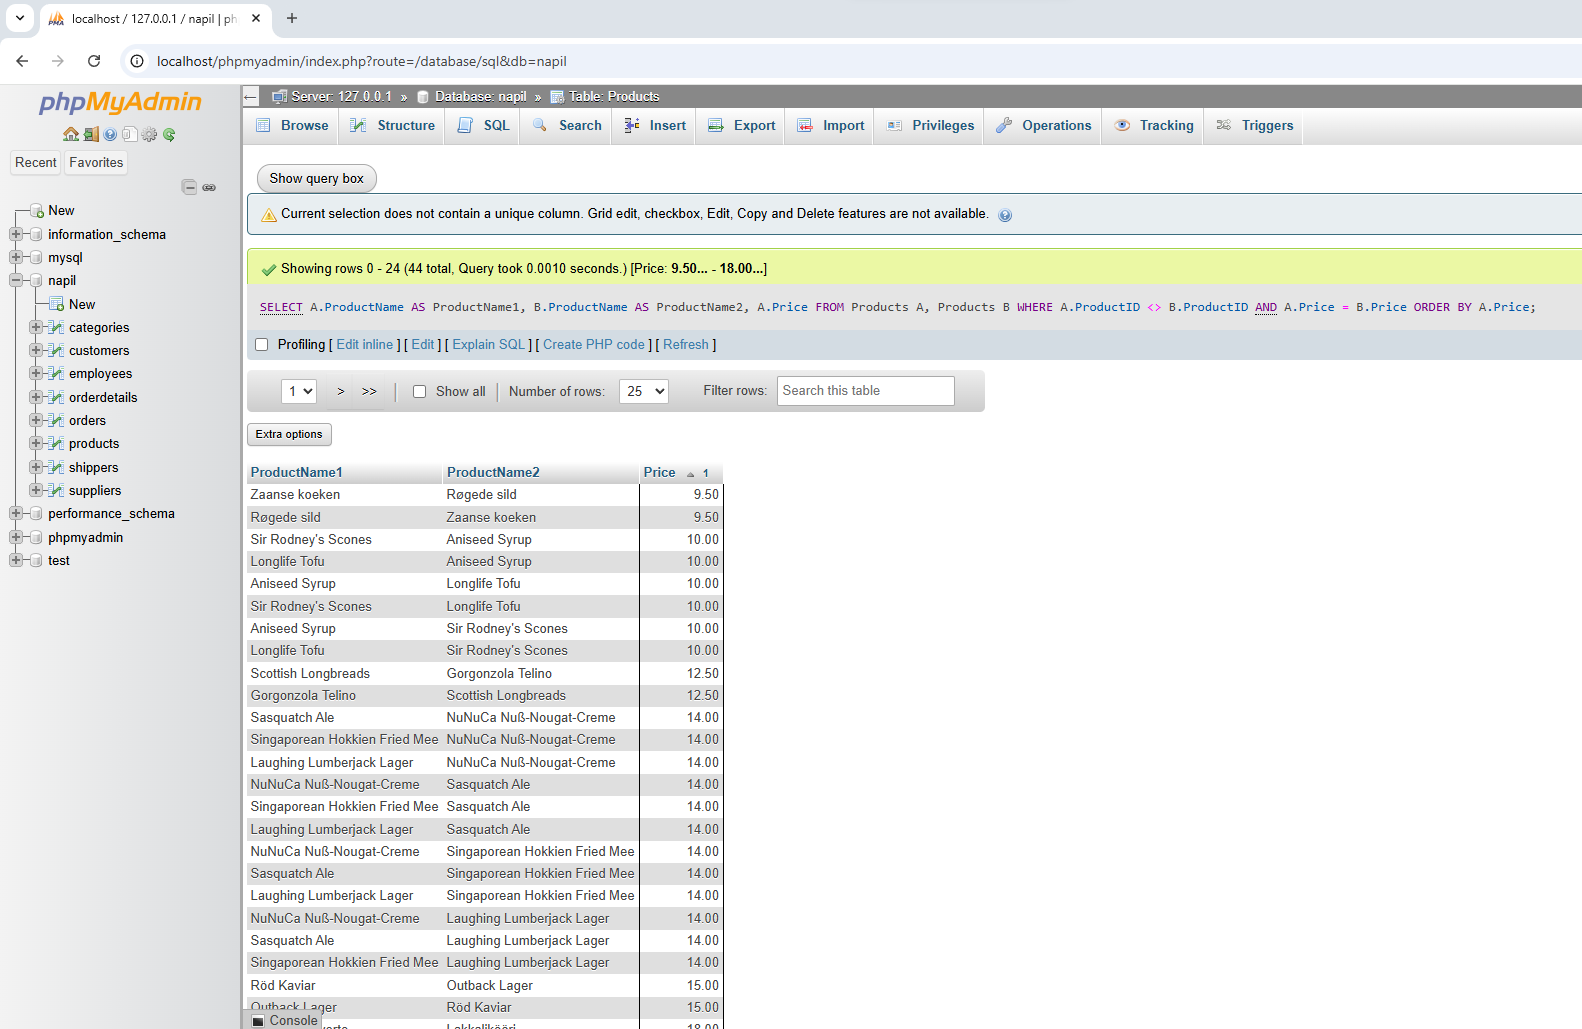 localhost / 127.0.0.1 / napil | ph
localhost/phpmyadmin/index.php?route=/database/sql&db=napil
phpMyAdmin
Recent Favorites
New
information_schema
mysql
napil
New
categories
customers
employees
orderdetails
orders
products
shippers
suppliers
performance_schema
phpmyadmin
test
Server: 127.0.0.1 » Database: napil » Table: Products
Browse Structure SQL Search Insert Export Import Privileges Operations Tracking Triggers
Show query box
Current selection does not contain a unique column. Grid edit, checkbox, Edit, Copy and Delete features are not available.
Showing rows 0 - 24 (44 total, Query took 0.0010 seconds.) [Price: 9.50... - 18.00...]
SELECT A.ProductName AS ProductName1, B.ProductName AS ProductName2, A.Price FROM Products A, Products B WHERE A.ProductID <> B.ProductID AND A.Price = B.Price ORDER BY A.Price;
Profiling [ Edit inline ] [ Edit ] [ Explain SQL ] [ Create PHP code ] [ Refresh ]
1 > >> | Show all | Number of rows: 25 Filter rows: Search this table
Extra options
ProductName1 ProductName2 Price 1
Zaanse koeken Røgede sild 9.50
Røgede sild Zaanse koeken 9.50
Sir Rodney's Scones Aniseed Syrup 10.00
Longlife Tofu Aniseed Syrup 10.00
Aniseed Syrup Longlife Tofu 10.00
Sir Rodney's Scones Longlife Tofu 10.00
Aniseed Syrup Sir Rodney's Scones 10.00
Longlife Tofu Sir Rodney's Scones 10.00
Scottish Longbreads Gorgonzola Telino 12.50
Gorgonzola Telino Scottish Longbreads 12.50
Sasquatch Ale NuNuCa Nuß-Nougat-Creme 14.00
Singaporean Hokkien Fried Mee NuNuCa Nuß-Nougat-Creme 14.00
Laughing Lumberjack Lager NuNuCa Nuß-Nougat-Creme 14.00
NuNuCa Nuß-Nougat-Creme Sasquatch Ale 14.00
Singaporean Hokkien Fried Mee Sasquatch Ale 14.00
Laughing Lumberjack Lager Sasquatch Ale 14.00
NuNuCa Nuß-Nougat-Creme Singaporean Hokkien Fried Mee 14.00
Sasquatch Ale Singaporean Hokkien Fried Mee 14.00
Laughing Lumberjack Lager Singaporean Hokkien Fried Mee 14.00
NuNuCa Nuß-Nougat-Creme Laughing Lumberjack Lager 14.00
Sasquatch Ale Laughing Lumberjack Lager 14.00
Singaporean Hokkien Fried Mee Laughing Lumberjack Lager 14.00
Röd Kaviar Outback Lager 15.00
Outback Lager Röd Kaviar 15.00
Lakkalikööri 18.00
Console